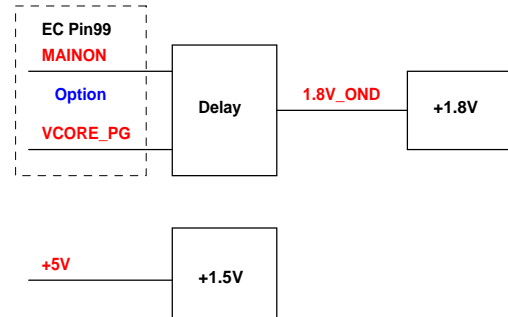 EC Pin99
MAINON
Option
VCORE_PG
Delay
1.8V_OND
+1.8V
+5V
+1.5V